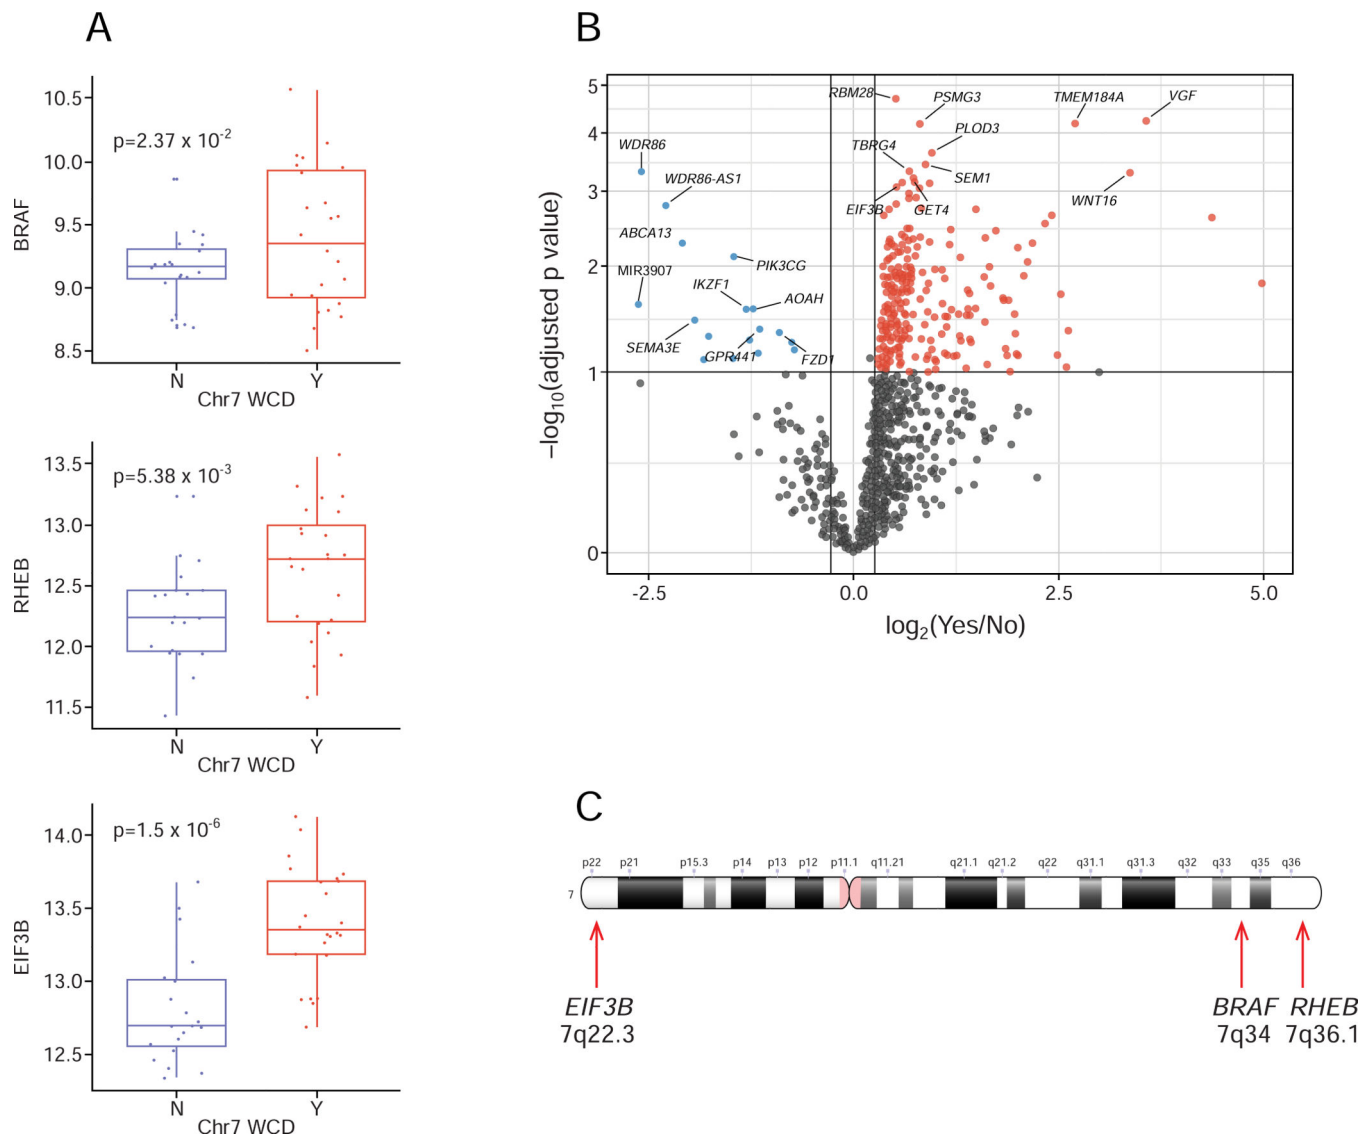 A
10.5
10.0
9.5
9.0
8.5
BRAF
p=2.37 x 10-2
N
Y
Chr7 WCD
13.5
13.0
12.5
12.0
11.5
RHEB
p=5.38 x 10-3
N
Y
Chr7 WCD
14.0
13.5
13.0
12.5
EIF3B
p=1.5 x 10-6
N
Y
Chr7 WCD
B
5
4
3
2
1
0
−log10(adjusted p value)
RBM28
PSMG3
TMEM184A
VGF
PLOD3
TBRG4
WDR86
SEM1
WDR86-AS1
EIF3B
GET4
WNT16
ABCA13
PIK3CG
MIR3907
IKZF1
AOAH
SEMA3E
GPR441
FZD1
-2.5
0.0
2.5
5.0
log2(Yes/No)
C
p22
p21
p15.3
p14
p13
p12
p11.1
q11.21
q21.1
q21.2
q22
q31.1
q31.3
q32
q33
q35
q36
7
EIF3B
7q22.3
BRAF
7q34
RHEB
7q36.1